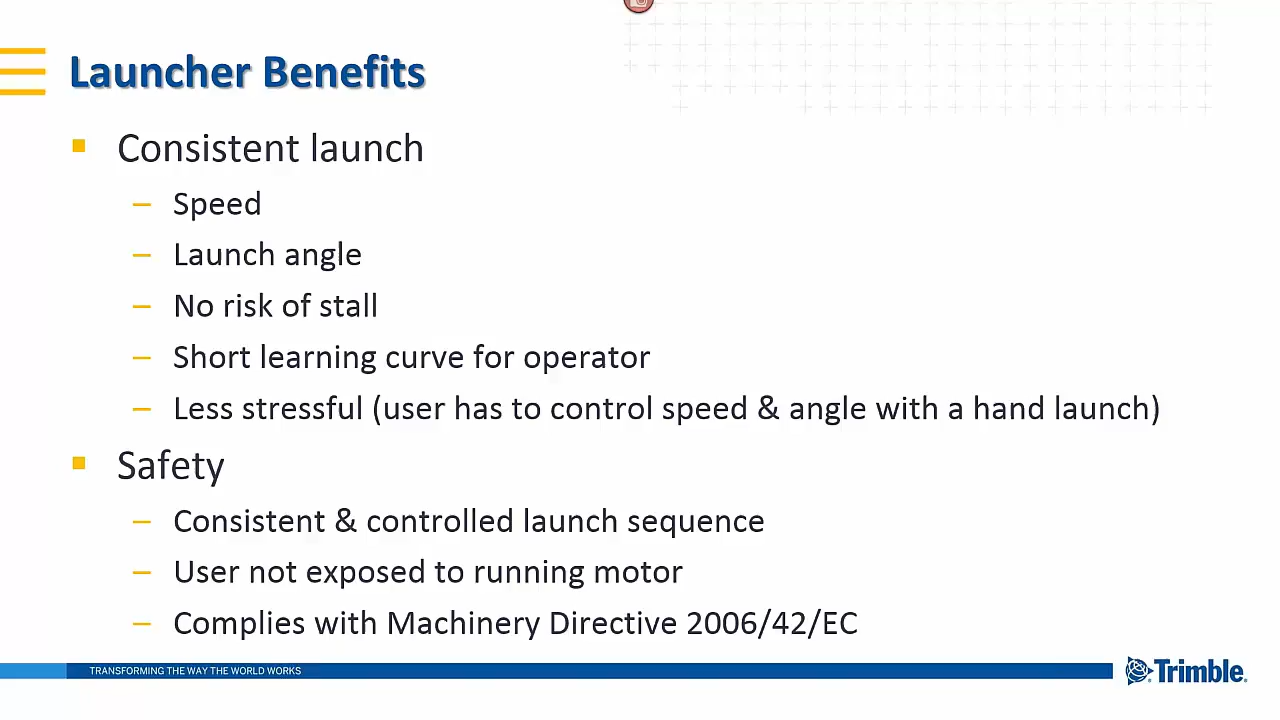 Launcher Benefits
Consistent launch
– Speed
– Launch angle
– No risk of stall
– Short learning curve for operator
– Less stressful (user has to control speed & angle with a hand launch)
Safety
– Consistent & controlled launch sequence
– User not exposed to running motor
– Complies with Machinery Directive 2006/42/EC
TRANSFORMING THE WAY THE WORLD WORKS
Trimble